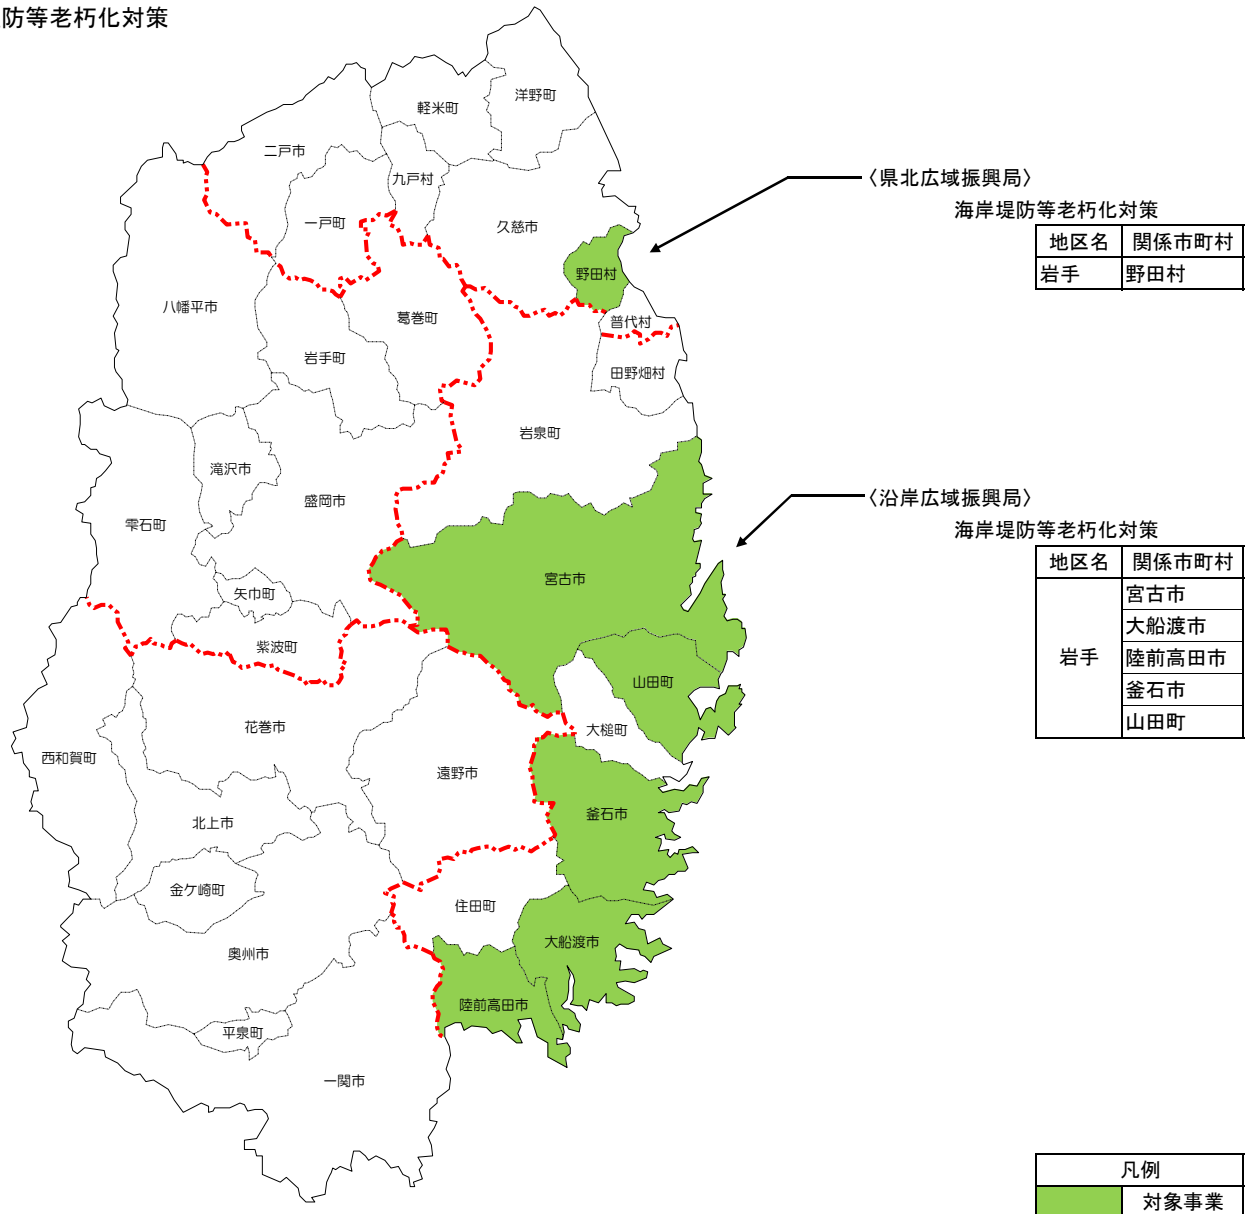 防等老朽化対策
洋野町
軽米町
二戸市
九戸村
一戸町
久慈市
野田村
八幡平市
葛巻町
普代村
岩手町
田野畑村
岩泉町
滝沢市
盛岡市
雫石町
宮古市
矢巾町
紫波町
山田町
花巻市
大槌町
西和賀町
遠野市
釜石市
北上市
金ケ崎町
住田町
大船渡市
奥州市
陸前高田市
平泉町
一関市
〈県北広域振興局〉
海岸堤防等老朽化対策
地区名 関係市町村
岩手 野田村
〈沿岸広域振興局〉
海岸堤防等老朽化対策
地区名 関係市町村
宮古市
大船渡市
岩手 陸前高田市
釜石市
山田町
凡例
対象事業